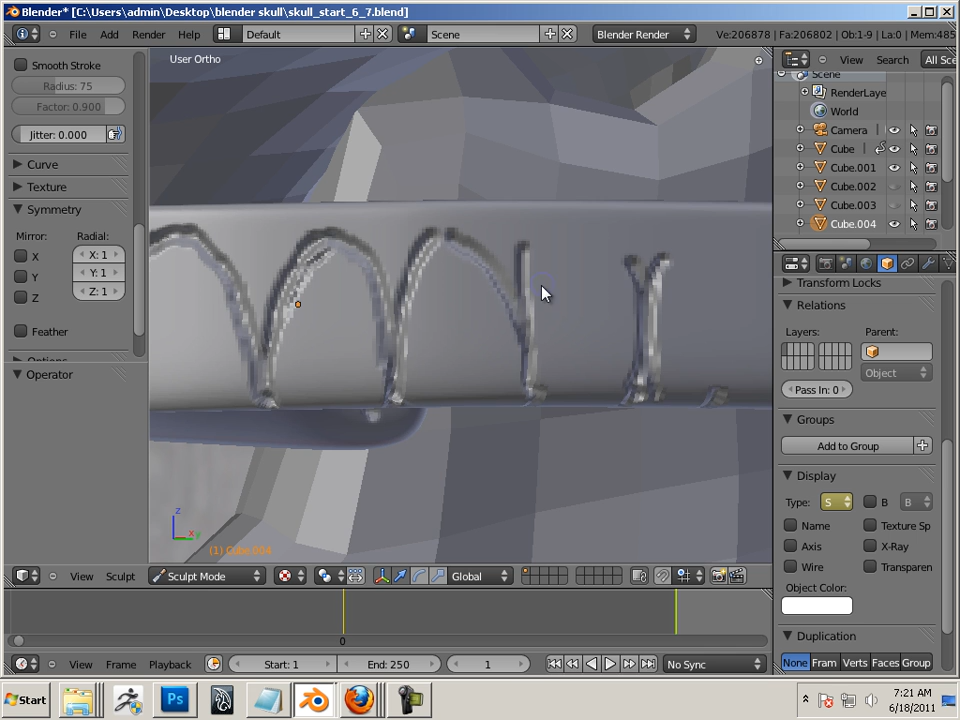 Blender* [C:\Users\admin\Desktop\blender skull\skull_start_6_7.blend]
File Add Render Help Default Scene Blender Render Ve:206878 | Fa:206802 | Ob:1-9 | La:0 | Mem:485
Smooth Stroke
Radius: 75
Factor: 0.900
Jitter: 0.000
Curve
Texture
Symmetry
Mirror: Radial:
X X: 1
Y Y: 1
Z Z: 1
Feather
Operator
User Ortho
z
x y
(1) Cube.004
View Search All Sce
Scene
RenderLaye
World
Camera
Cube
Cube.001
Cube.002
Cube.003
Cube.004
Transform Locks
Relations
Layers: Parent:
Object
Pass In: 0
Groups
Add to Group
Display
Type: S B B
Name Texture Sp
Axis X-Ray
Wire Transparen
Object Color:
Duplication
None Fram Verts Faces Group
View Sculpt Sculpt Mode Global
0
View Frame Playback Start: 1 End: 250 1 No Sync
Start Ps 7:21 AM
6/18/2011